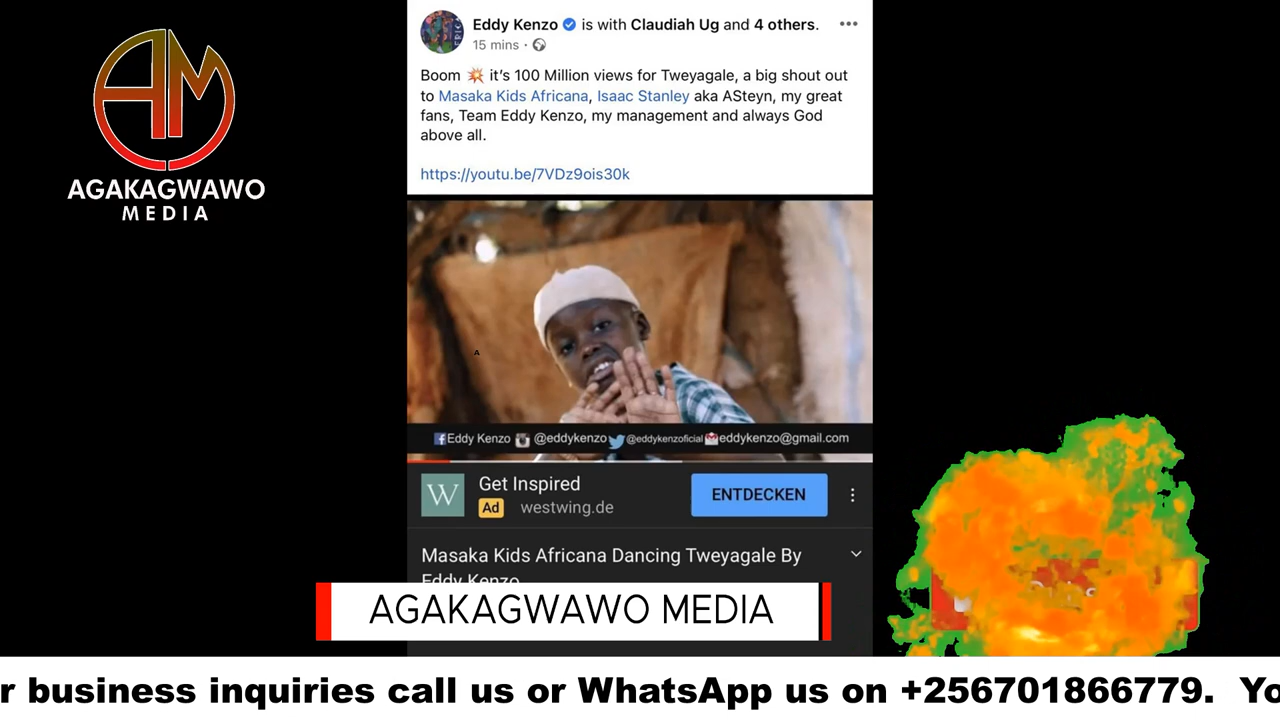 AM
AGAKAGWAWO
MEDIA
Eddy Kenzo is with Claudiah Ug and 4 others.
15 mins ·
Boom 💥 it's 100 Million views for Tweyagale, a big shout out
to Masaka Kids Africana, Isaac Stanley aka ASteyn, my great
fans, Team Eddy Kenzo, my management and always God
above all.
https://youtu.be/7VDz9ois30k
A
Eddy Kenzo @eddykenzo @eddykenzoficial eddykenzo@gmail.com
W
Get Inspired
Ad westwing.de
ENTDECKEN
Masaka Kids Africana Dancing Tweyagale By
Eddy Kenzo
AGAKAGWAWO MEDIA
r business inquiries call us or WhatsApp us on +256701866779. Yo